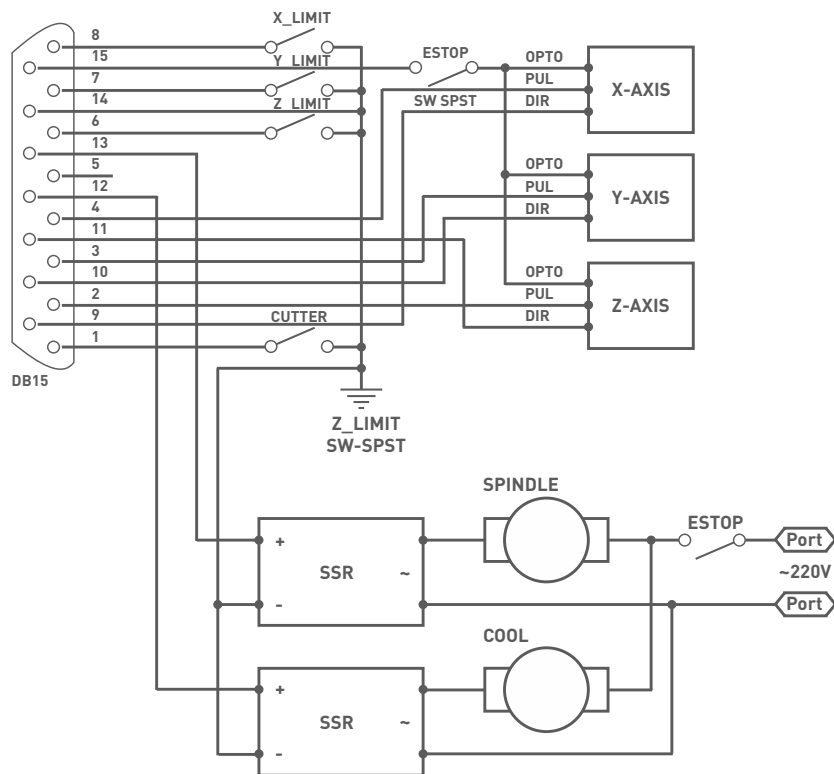 8
X_LIMIT
15
ESTOP
OPTO
7
Y_LIMIT
PUL
X-AXIS
14
Z_LIMIT
SW SPST
DIR
6
13
5
OPTO
12
PUL
Y-AXIS
4
DIR
11
3
OPTO
10
2
PUL
Z-AXIS
9
CUTTER
DIR
1
DB15
Z_LIMIT
SW-SPST
SPINDLE
ESTOP
+
SSR
~
-
Port
~220V
Port
COOL
+
SSR
~
-